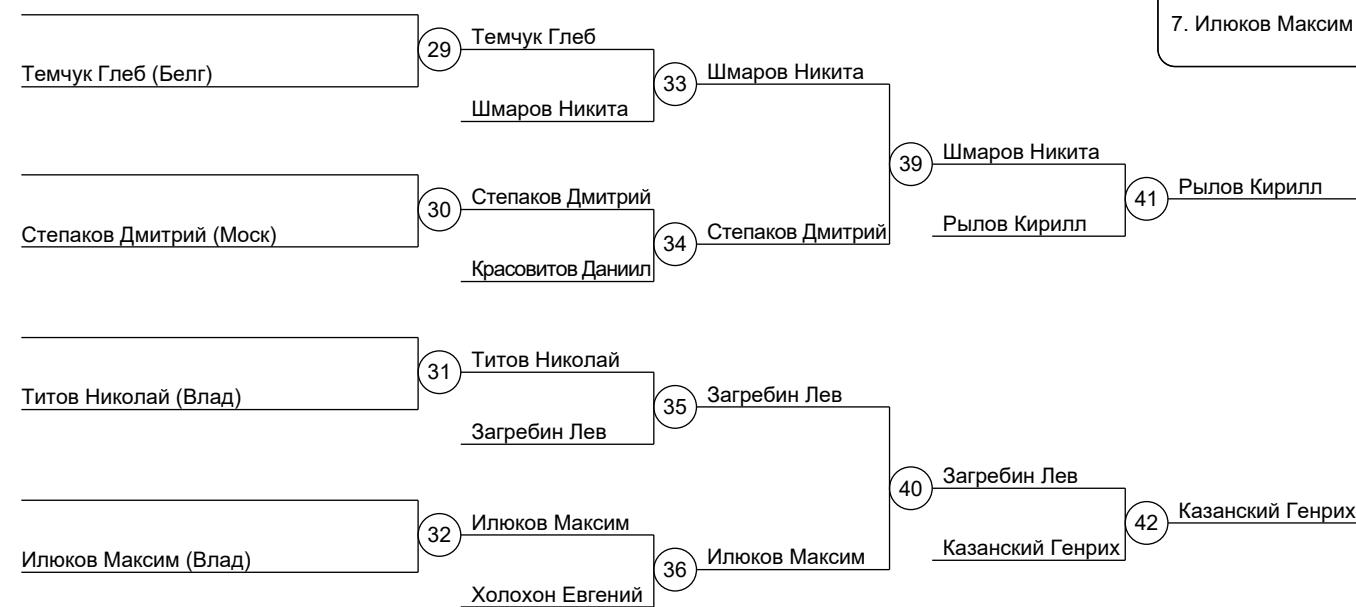 7. Илюков Максим
29
Темчук Глеб
Темчук Глеб (Белг)
33
Шмаров Никита
Шмаров Никита
39
Шмаров Никита
30
Степаков Дмитрий
41
Рылов Кирилл
Степаков Дмитрий (Моск)
34
Степаков Дмитрий
Рылов Кирилл
Красовитов Даниил
31
Титов Николай
Титов Николай (Влад)
35
Загребин Лев
Загребин Лев
40
Загребин Лев
32
Илюков Максим
42
Казанский Генрих
Илюков Максим (Влад)
36
Илюков Максим
Казанский Генрих
Холохон Евгений